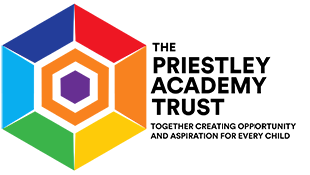 THE
PRIESTLEY
ACADEMY
TRUST
TOGETHER CREATING OPPORTUNITY
AND ASPIRATION FOR EVERY CHILD